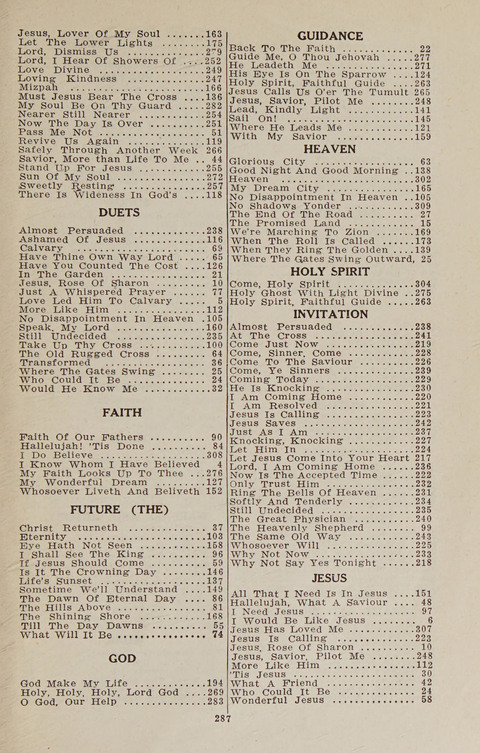 Jesus, Lover Of My Soul .......163
Let The Lower Lights ........175
Lord, Dismiss Us .............279
Lord, I Hear Of Showers Of ....252
Love Divine ..................249
Loving Kindness ..............247
Mizpah .......................166
Must Jesus Bear The Cross ....136
My Soul Be On Thy Guard ......282
Nearer Still Nearer ..........254
Now The Day Is Over ..........251
Pass Me Not .................. 51
Revive Us Again ..............119
Safely Through Another Week 266
Savior, More than Life To Me .. 44
Stand Up For Jesus ...........255
Sun Of My Soul ...............272
Sweetly Resting ..............257
There Is Wideness In God's ...118
DUETS
Almost Persuaded .............238
Ashamed Of Jesus .............116
Calvary ...................... 69
Have Thine Own Way Lord ...... 65
Have You Counted The Cost ....126
In The Garden ................ 21
Jesus, Rose Of Sharon ........ 10
Just A Whispered Prayer ...... 77
Love Led Him To Calvary ...... 5
More Like Him ................112
No Disappointment In Heaven .105
Speak, My Lord ...............160
Still Undecided ..............235
Take Up Thy Cross ............100
The Old Rugged Cross ......... 64
Transformed .................. 36
Where The Gates Swing ........ 25
Who Could It Be .............. 24
Would He Know Me .............32
FAITH
Faith Of Our Fathers ......... 90
Hallelujah! 'Tis Done ........ 84
I Do Believe .................308
I Know Whom I Have Believed 4
My Faith Looks Up To Thee ...276
My Wonderful Dream ...........127
Whosoever Liveth And Believeth 152
FUTURE (THE)
Christ Returneth ............. 37
Eternity .....................103
Eye Hath Not Seen ............158
I Shall See The King ......... 96
If Jesus Should Come ......... 59
Is It The Crowning Day .......146
Life's Sunset ................137
Sometime We'll Understand ....149
The Dawn Of Eternal Day ...... 86
The Hills Above .............. 81
The Shining Shore ............168
Till The Day Dawns ........... 55
What Will It Be .............. 74
GOD
God Make My Life .............194
Holy, Holy, Holy, Lord God ....269
O God, Our Help ..............283
GUIDANCE
Back To The Faith ............ 22
Guide Me, O Thou Jehovah .....277
He Leadeth Me ................271
His Eye Is On The Sparrow ....124
Holy Spirit, Faithful Guide ...263
Jesus Calls Us O'er The Tumult 265
Jesus, Savior, Pilot Me ......248
Lead, Kindly Light ...........141
Sail On! .....................145
Where He Leads Me ............121
With My Savior ...............159
HEAVEN
Glorious City ................ 63
Good Night And Good Morning ..138
Heaven .......................302
My Dream City ................165
No Disappointment In Heaven ..105
No Shadows Yonder ............309
The End Of The Road .......... 27
The Promised Land ............ 15
We're Marching To Zion .......169
When The Roll Is Called ......173
When They Ring The Golden ....139
Where The Gates Swing Outward, 25
HOLY SPIRIT
Come, Holy Spirit ............304
Holy Ghost With Light Divine ..275
Holy Spirit, Faithful Guide ...263
INVITATION
Almost Persuaded .............238
At The Cross .................241
Come Just Now ................219
Come, Sinner, Come ...........228
Come To The Saviour ..........226
Come, Ye Sinners .............239
Coming Today .................229
He Is Knocking ...............230
I Am Coming Home .............220
I Am Resolved ................221
Jesus Is Calling .............223
Jesus Saves ..................242
Just As I Am .................237
Knocking, Knocking ...........227
Let Him In ...................224
Let Jesus Come Into Your Heart 217
Lord, I Am Coming Home .......236
Now Is The Accepted Time .....222
Only Trust Him ...............232
Ring The Bells Of Heaven .....231
Softly And Tenderly ..........234
Still Undecided ..............235
The Great Physician ..........240
The Heavenly Shepherd ........ 99
The Same Old Way .............243
Whosoever Will ...............225
Why Not Now ..................233
Why Not Say Yes Tonight ......218
JESUS
All That I Need Is In Jesus ....151
Hallelujah, What A Saviour .... 48
I Need Jesus ................. 97
I Would Be Like Jesus ........ 6
Jesus Has Loved Me ...........307
Jesus Is Calling .............223
Jesus, Rose Of Sharon ........ 10
Jesus, Savior, Pilot Me ......248
More Like Him ................112
'Tis Jesus ................... 30
What A Friend ................ 42
Who Could It Be .............. 24
Wonderful Jesus .............. 58
287